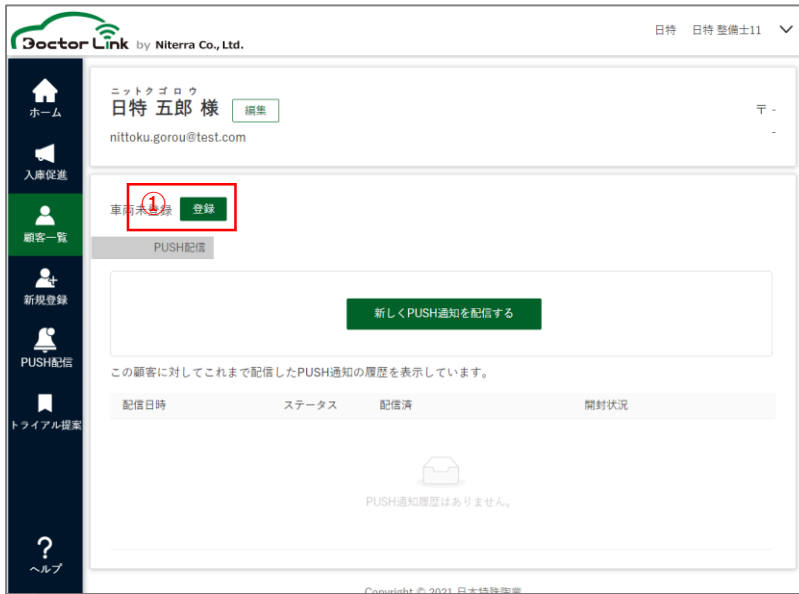 Doctor Link by Niterra Co., Ltd.
日特 日特 整備士11
ホーム
入庫促進
顧客一覧
新規登録
PUSH配信
トライアル提案
ヘルプ
ニットクゴロウ
日特 五郎 様 編集
〒 -
nittoku.gorou@test.com
-
①
車両未登録 登録
PUSH配信
新しくPUSH通知を配信する
この顧客に対してこれまで配信したPUSH通知の履歴を表示しています。
配信日時 ステータス 配信済 開封状況
PUSH通知履歴はありません。
Copyright © 2021 日本特殊陶業